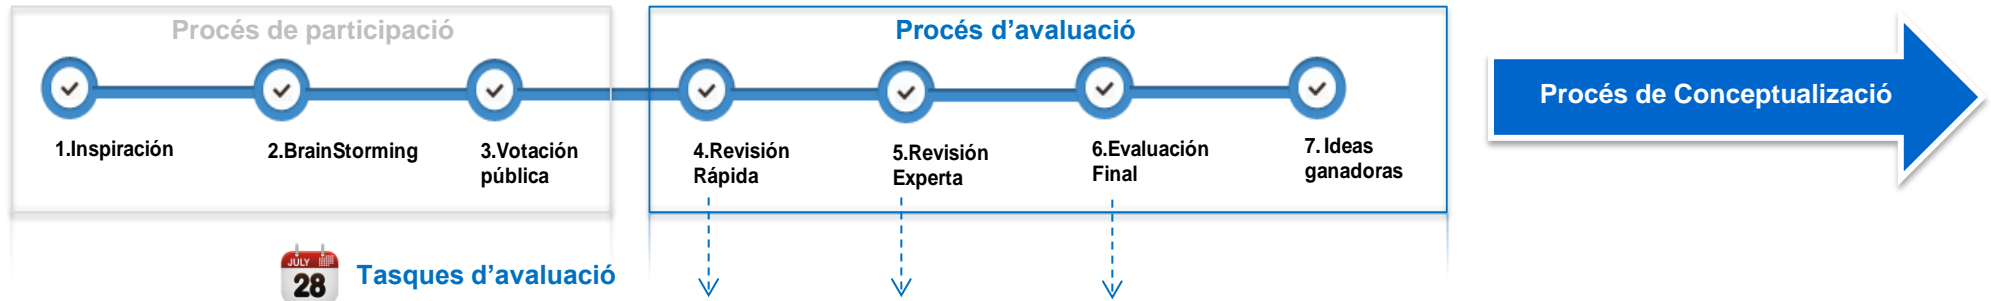 Procés de participació
Procés d’avaluació
Procés de Conceptualizació
1.Inspiración
2.BrainStorming
3.Votación
pública
4.Revisión
Rápida
5.Revisión
Experta
6.Evaluación
Final
7. Ideas
ganadoras
JULY
28
Tasques d’avaluació